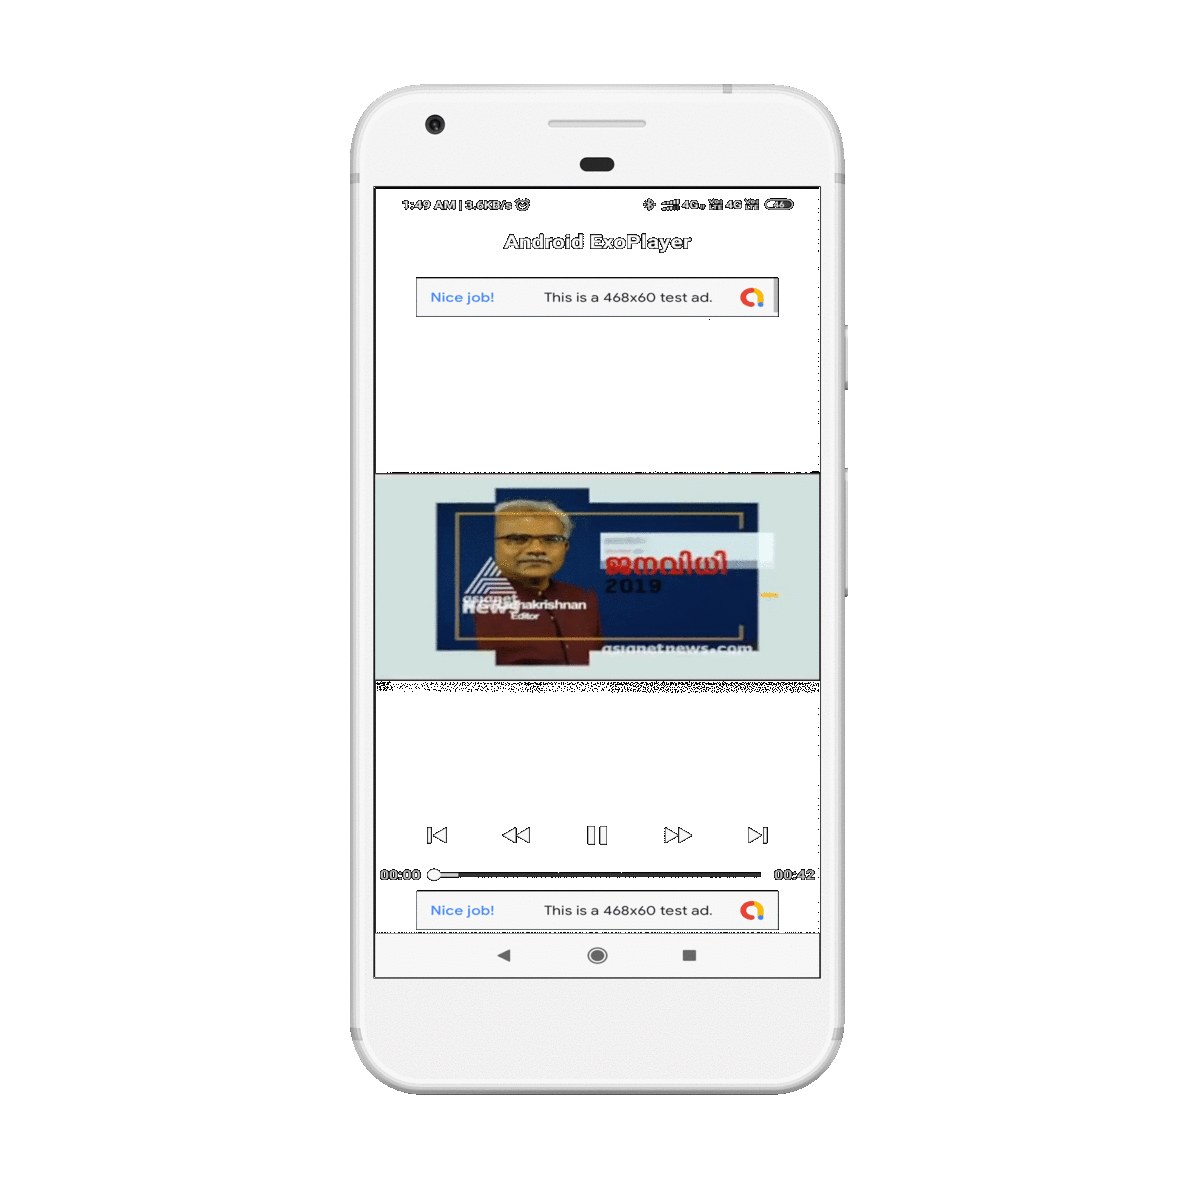 1:49 AM | 3.6KB/s
4G 4G 46
Android ExoPlayer
Nice job! This is a 468x60 test ad.
ജനവിധി
2019
asianet
news
akrishnan
Editor
asianetnews.com
00:00 00:42
Nice job! This is a 468x60 test ad.